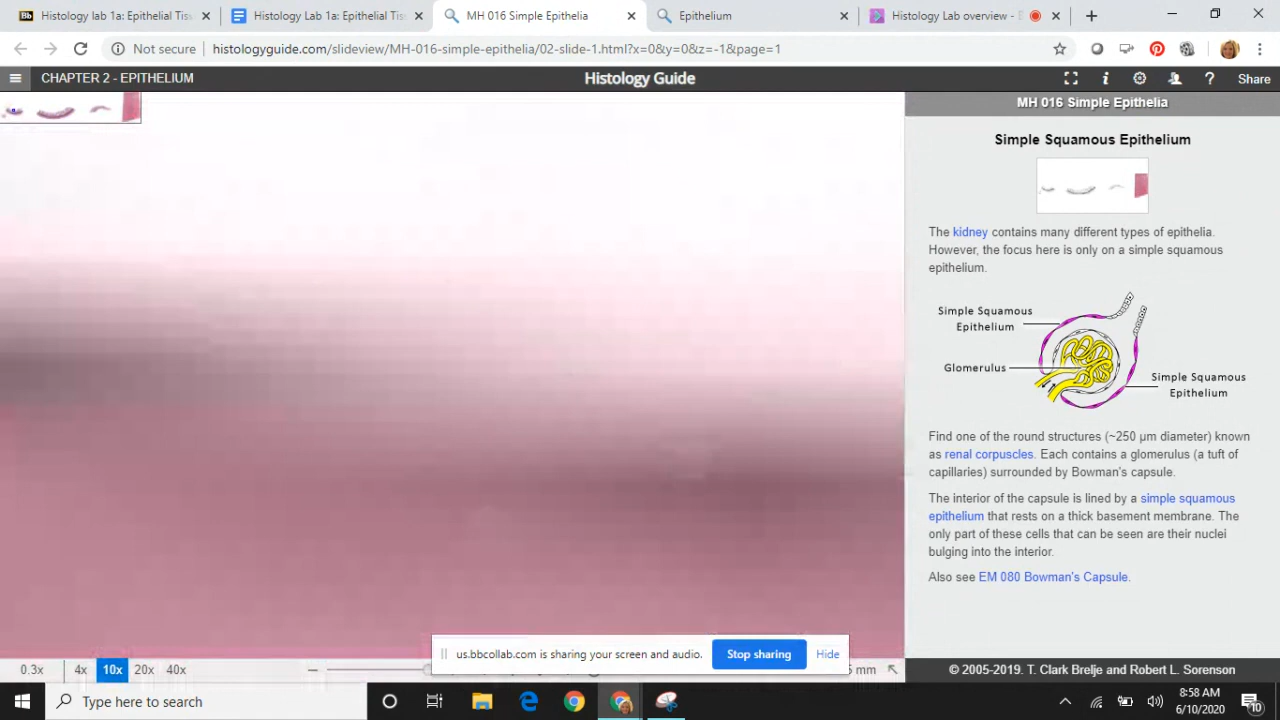 Histology lab 1a: Epithelial Tiss
Histology Lab 1a: Epithelial Tiss
MH 016 Simple Epithelia
Epithelium
Histology Lab overview -
Not secure
histologyguide.com/slideview/MH-016-simple-epithelia/02-slide-1.html?x=0&y=0&z=-1&page=1
CHAPTER 2 - EPITHELIUM
Histology Guide
Share
MH 016 Simple Epithelia
Simple Squamous Epithelium
The kidney contains many different types of epithelia.
However, the focus here is only on a simple squamous
epithelium.
Simple Squamous
Epithelium
Glomerulus
Simple Squamous
Epithelium
Find one of the round structures (~250 μm diameter) known
as renal corpuscles. Each contains a glomerulus (a tuft of
capillaries) surrounded by Bowman's capsule.
The interior of the capsule is lined by a simple squamous
epithelium that rests on a thick basement membrane. The
only part of these cells that can be seen are their nuclei
bulging into the interior.
Also see EM 080 Bowman's Capsule.
us.bbcollab.com is sharing your screen and audio.
Stop sharing
Hide
0.3x
4x
10x
20x
40x
mm
© 2005-2019. T. Clark Brelje and Robert L. Sorenson
Type here to search
8:58 AM
6/10/2020
10